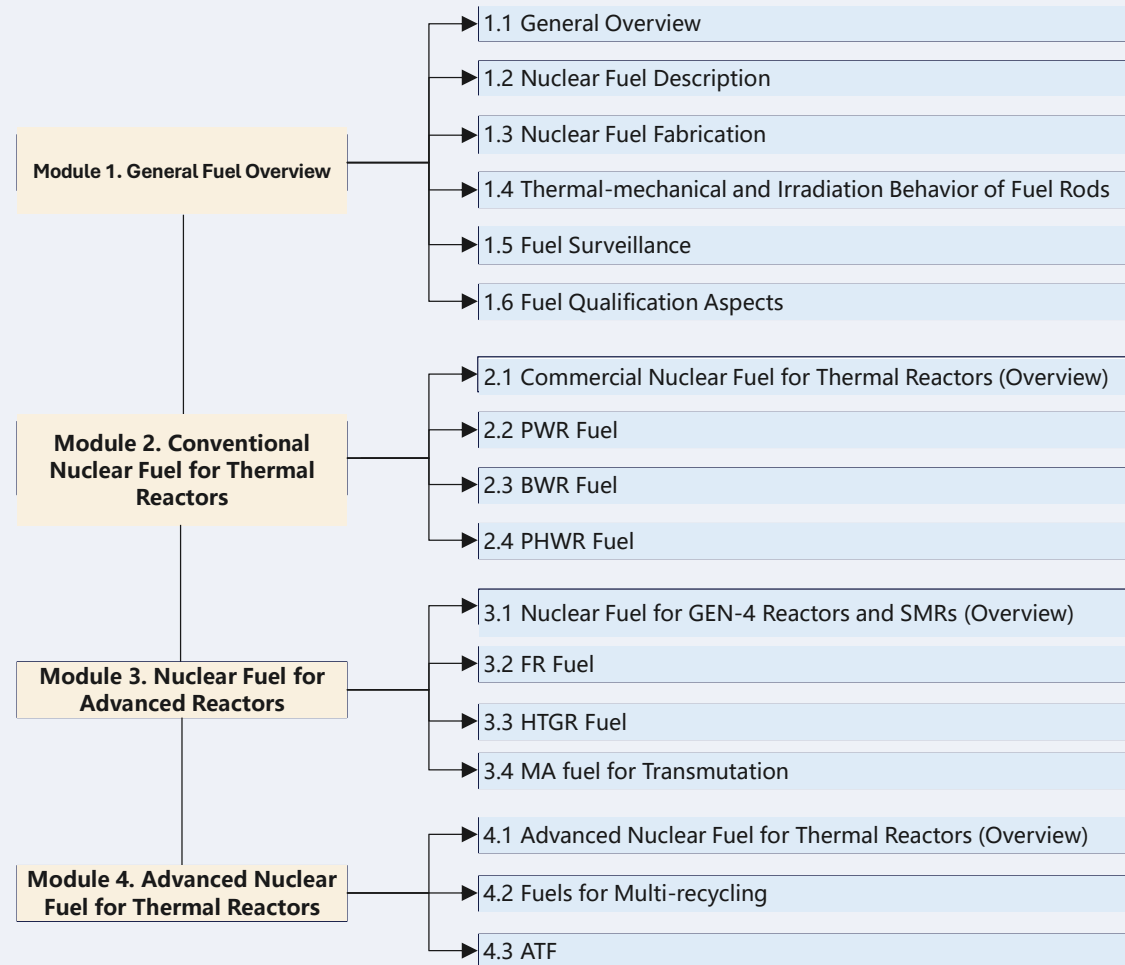 Module 1. General Fuel Overview
1.1 General Overview
1.2 Nuclear Fuel Description
1.3 Nuclear Fuel Fabrication
1.4 Thermal-mechanical and Irradiation Behavior of Fuel Rods
1.5 Fuel Surveillance
1.6 Fuel Qualification Aspects
Module 2. Conventional
Nuclear Fuel for Thermal
Reactors
2.1 Commercial Nuclear Fuel for Thermal Reactors (Overview)
2.2 PWR Fuel
2.3 BWR Fuel
2.4 PHWR Fuel
Module 3. Nuclear Fuel for
Advanced Reactors
3.1 Nuclear Fuel for GEN-4 Reactors and SMRs (Overview)
3.2 FR Fuel
3.3 HTGR Fuel
3.4 MA fuel for Transmutation
Module 4. Advanced Nuclear
Fuel for Thermal Reactors
4.1 Advanced Nuclear Fuel for Thermal Reactors (Overview)
4.2 Fuels for Multi-recycling
4.3 ATF